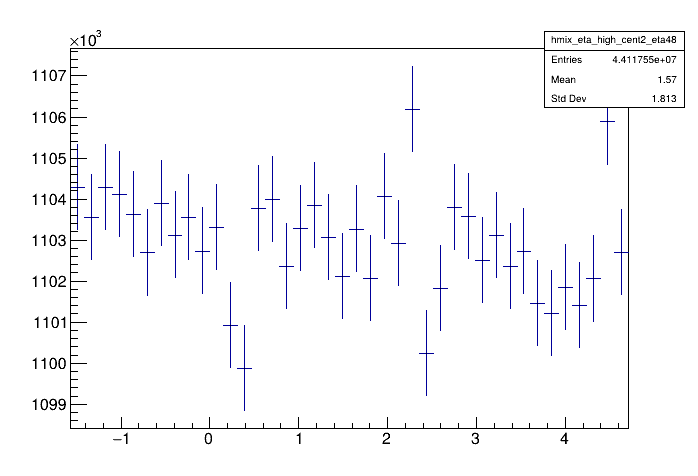 ×10³
hmix_eta_high_cent2_eta48
Entries 4.411755e+07
Mean 1.57
Std Dev 1.813
1107
1106
1105
1104
1103
1102
1101
1100
1099
−1 0 1 2 3 4